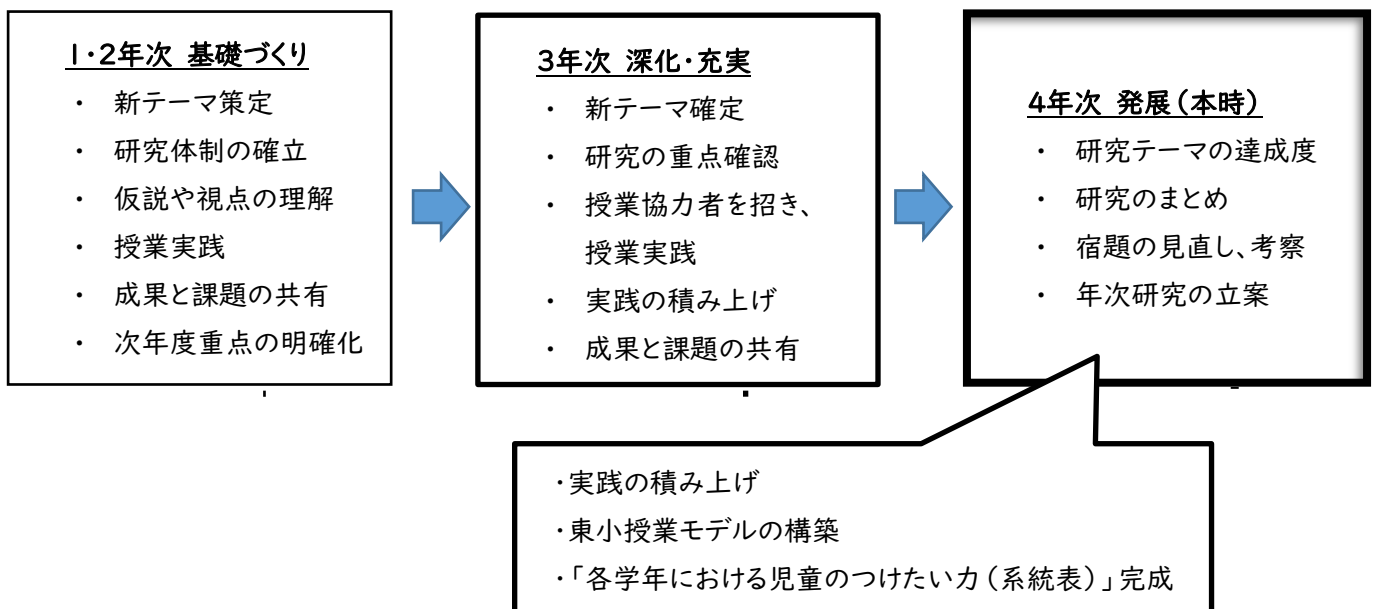 1・2年次 基礎づくり
・ 新テーマ策定
・ 研究体制の確立
・ 仮説や視点の理解
・ 授業実践
・ 成果と課題の共有
・ 次年度重点の明確化
3年次 深化・充実
・ 新テーマ確定
・ 研究の重点確認
・ 授業協力者を招き、
授業実践
・ 実践の積み上げ
・ 成果と課題の共有
4年次 発展(本時)
・ 研究テーマの達成度
・ 研究のまとめ
・ 宿題の見直し、考察
・ 年次研究の立案
・実践の積み上げ
・東小授業モデルの構築
・「各学年における児童のつけたい力(系統表)」完成